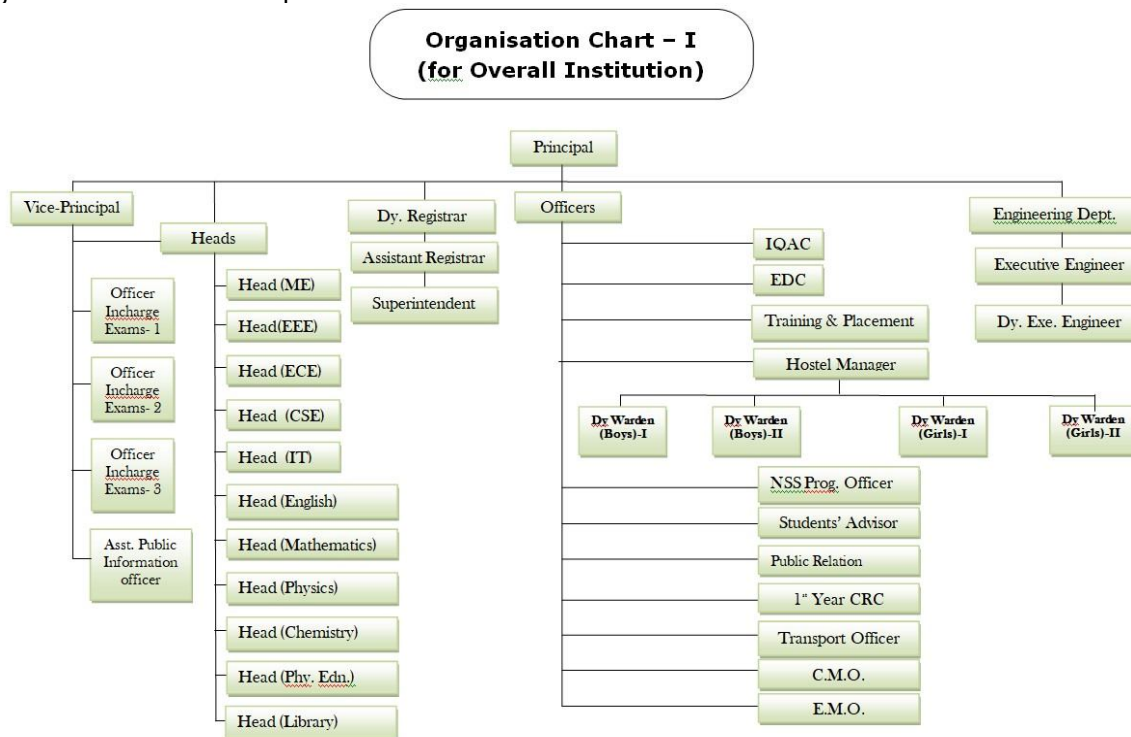 Organisation Chart – I
(for Overall Institution)
Principal
Vice-Principal
Heads
Dy. Registrar
Officers
Engineering Dept.
Assistant Registrar
Superintendent
Executive Engineer
Dy. Exe. Engineer
Officer
Incharge
Exams- 1
Officer
Incharge
Exams- 2
Officer
Incharge
Exams- 3
Asst. Public
Information
officer
Head (ME)
Head(EEE)
Head (ECE)
Head (CSE)
Head (IT)
Head (English)
Head (Mathematics)
Head (Physics)
Head (Chemistry)
Head (Phy. Edn.)
Head (Library)
IQAC
EDC
Training & Placement
Hostel Manager
Dy Warden
(Boys)-I
Dy Warden
(Boys)-II
Dy Warden
(Girls)-I
Dy Warden
(Girls)-II
NSS Prog. Officer
Students' Advisor
Public Relation
1st Year CRC
Transport Officer
C.M.O.
E.M.O.